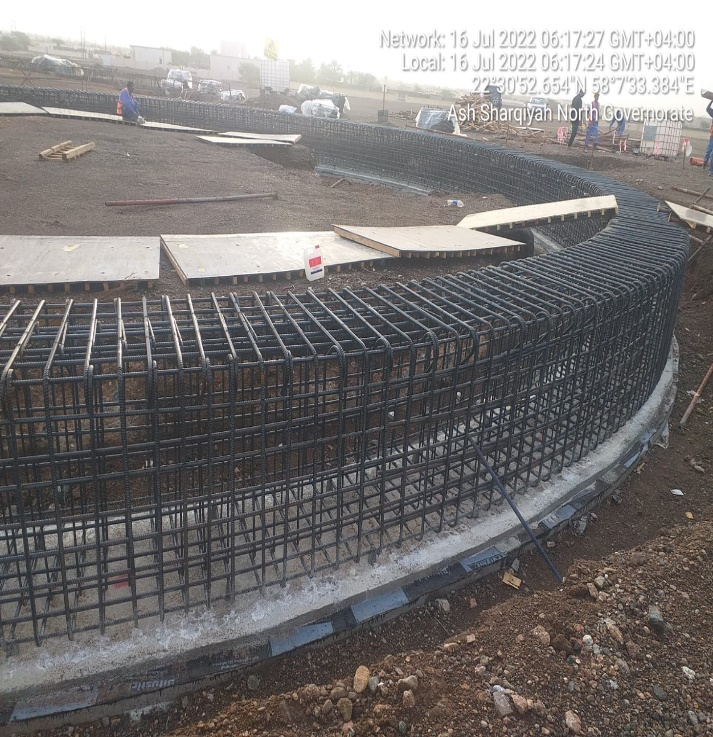 Network: 16 Jul 2022 06:17:27 GMT+04:00
Local: 16 Jul 2022 06:17:24 GMT+04:00
22°30'52.654"N 58°7'33.384"E
Ash Sharqiyah North Governorate